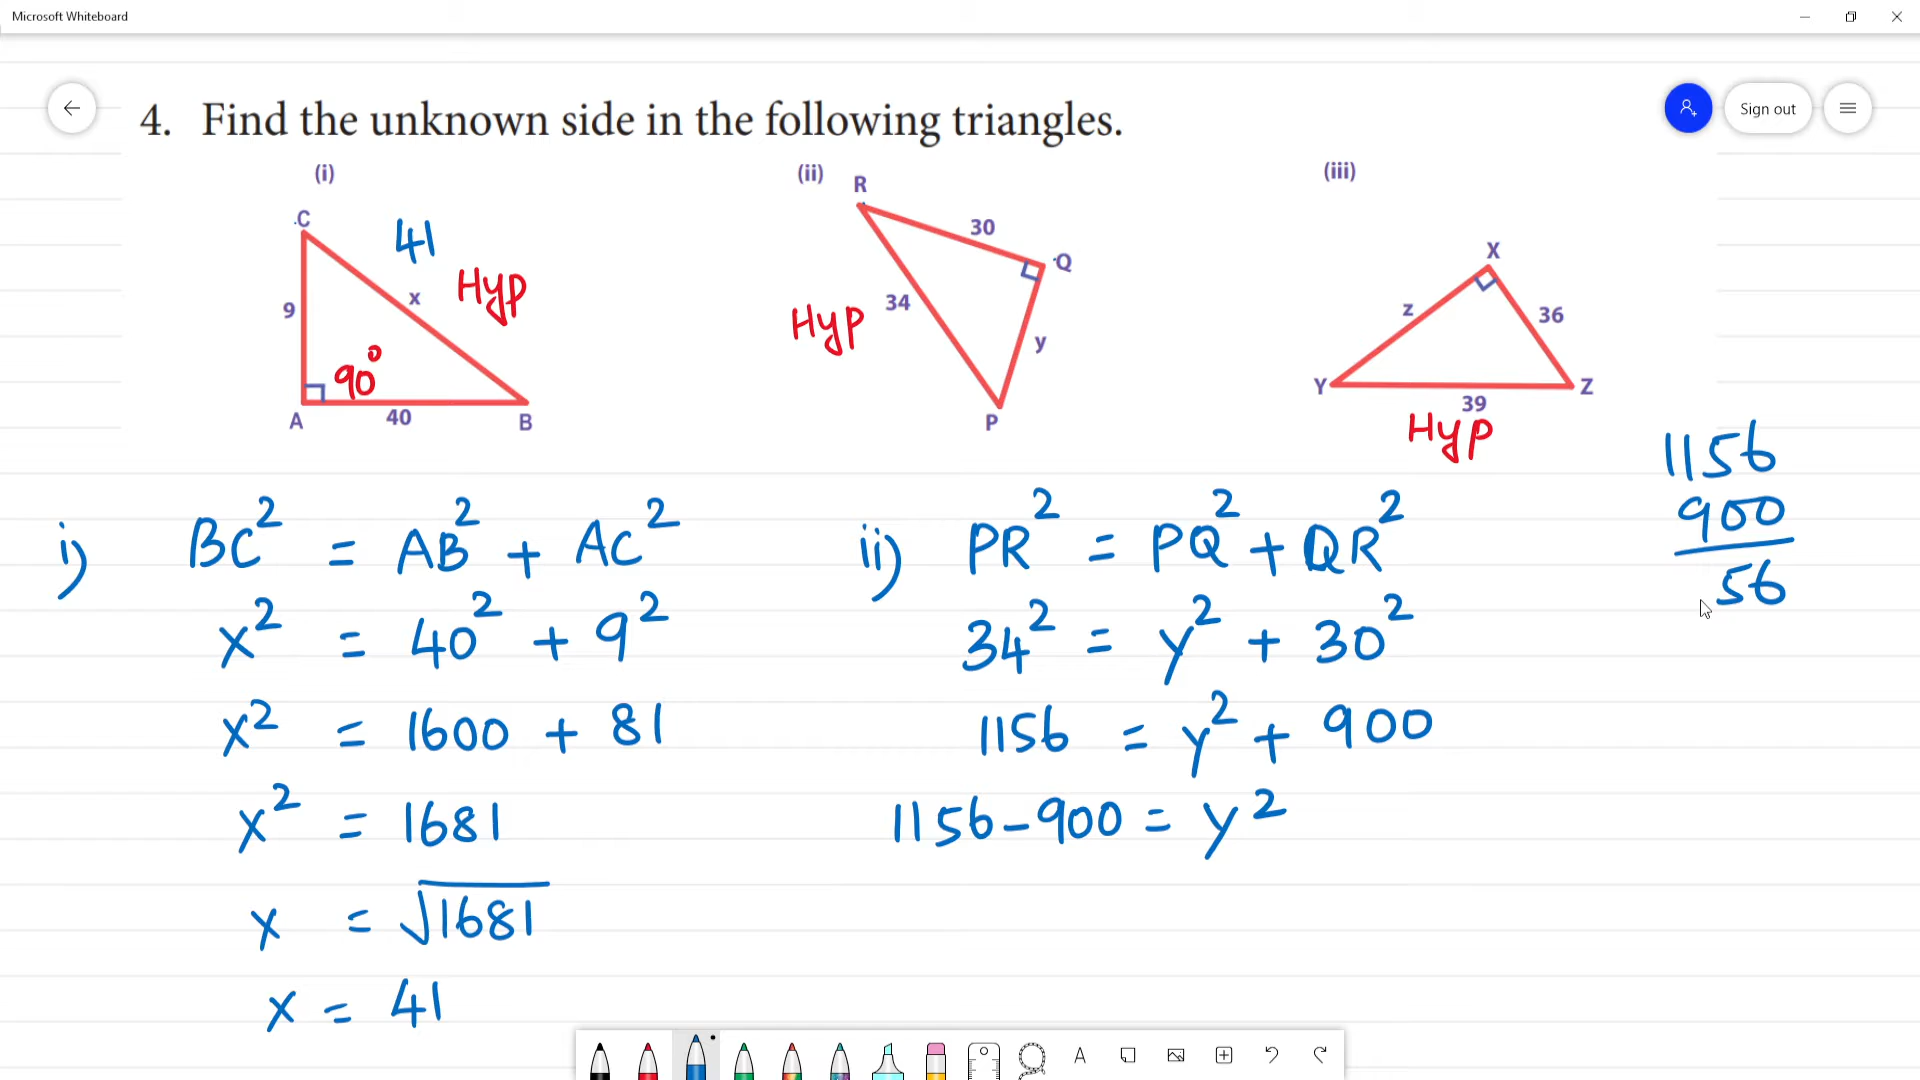 Microsoft Whiteboard
Sign out
4. Find the unknown side in the following triangles.
(i)
C
41
Hyp
9
x
90°
A
40
B
(ii)
R
30
Q
Hyp
34
y
P
(iii)
X
z
36
Y
Z
39
Hyp
1156
900
56
i) BC² = AB² + AC²
x² = 40² + 9²
x² = 1600 + 81
x² = 1681
x = √1681
x = 41
ii) PR² = PQ² + QR²
34² = y² + 30²
1156 = y² + 900
1156 - 900 = y²
A